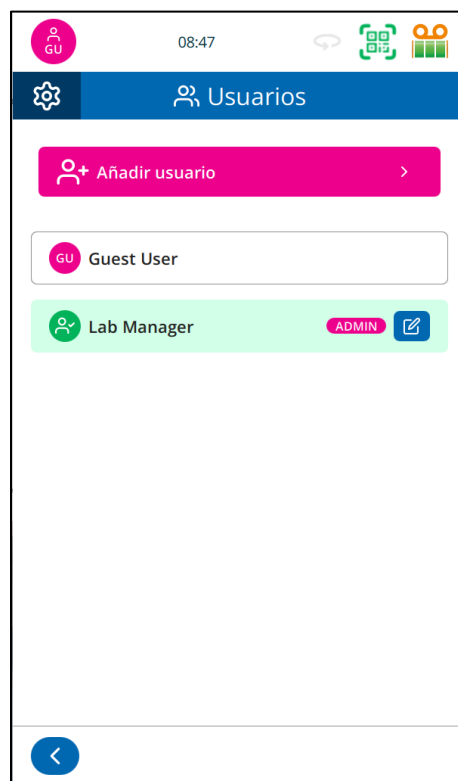 GU
08:47
Usuarios
Añadir usuario
GU Guest User
Lab Manager ADMIN